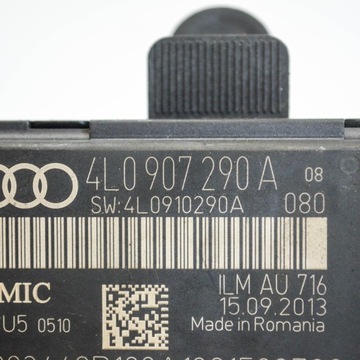 4L0 907 290 A 08
SW:4L0910290A 080
MIC ILM AU 716
U5 0510 15.09.2013
Made in Romania